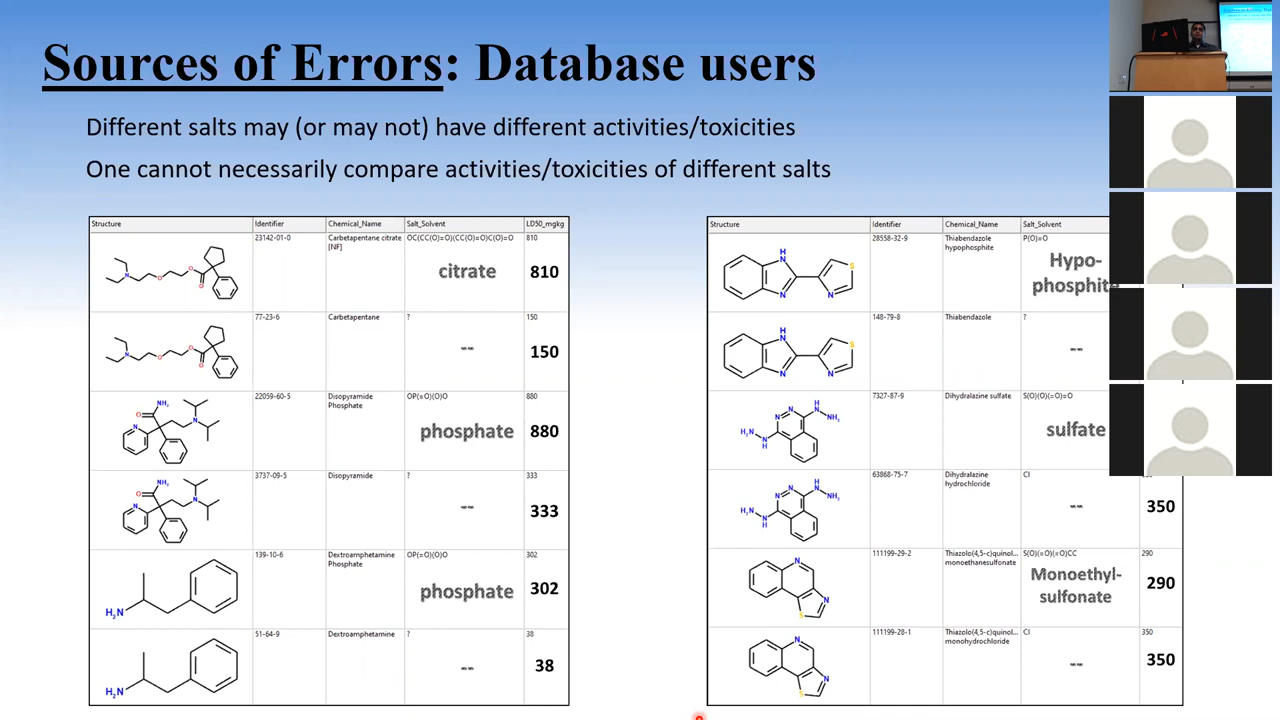 Sources of Errors: Database users
Different salts may (or may not) have different activities/toxicities
One cannot necessarily compare activities/toxicities of different salts
Structure Identifier Chemical_Name Salt_Solvent LD50_mgkg
23142-01-0 Carbetapentane citrate [NF] OC(CC(O)=O)(CC(O)=O)C(O)=O 810
citrate 810
77-23-6 Carbetapentane ? 150
-- 150
22059-60-5 Disopyramide Phosphate OP(=O)(O)O 880
phosphate 880
3737-09-5 Disopyramide ? 333
-- 333
139-10-6 Dextroamphetamine Phosphate OP(=O)(O)O 302
phosphate 302
51-64-9 Dextroamphetamine ? 38
-- 38
Structure Identifier Chemical_Name Salt_Solvent
28558-32-9 Thiabendazole hypophosphite P(O)=O
Hypo-
phosphite
148-79-8 Thiabendazole ?
--
7327-87-9 Dihydralazine sulfate S(O)(O)(=O)=O
sulfate
63868-75-7 Dihydralazine hydrochloride Cl
-- 350
111199-29-2 Thiazolo(4,5-c)quinol... monoethanesulfonate S(O)(=O)(=O)CC 290
Monoethyl-
sulfonate 290
111199-28-1 Thiazolo(4,5-c)quinol... monohydrochloride Cl 350
-- 350